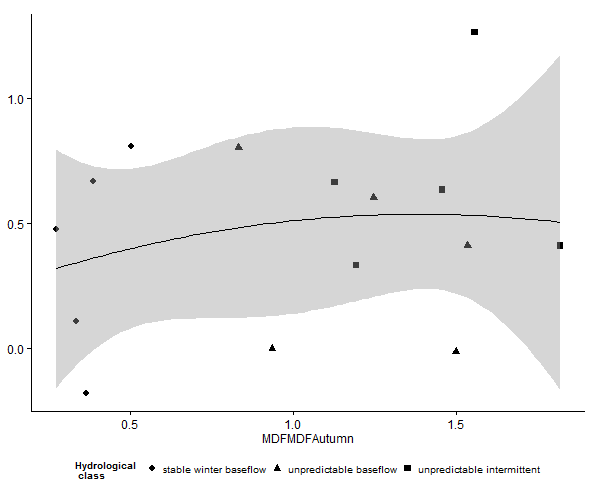 1.0
0.5
0.0
0.5 1.0 1.5
MDFMDFAutumn
Hydrological
class
stable winter baseflow unpredictable baseflow unpredictable intermittent